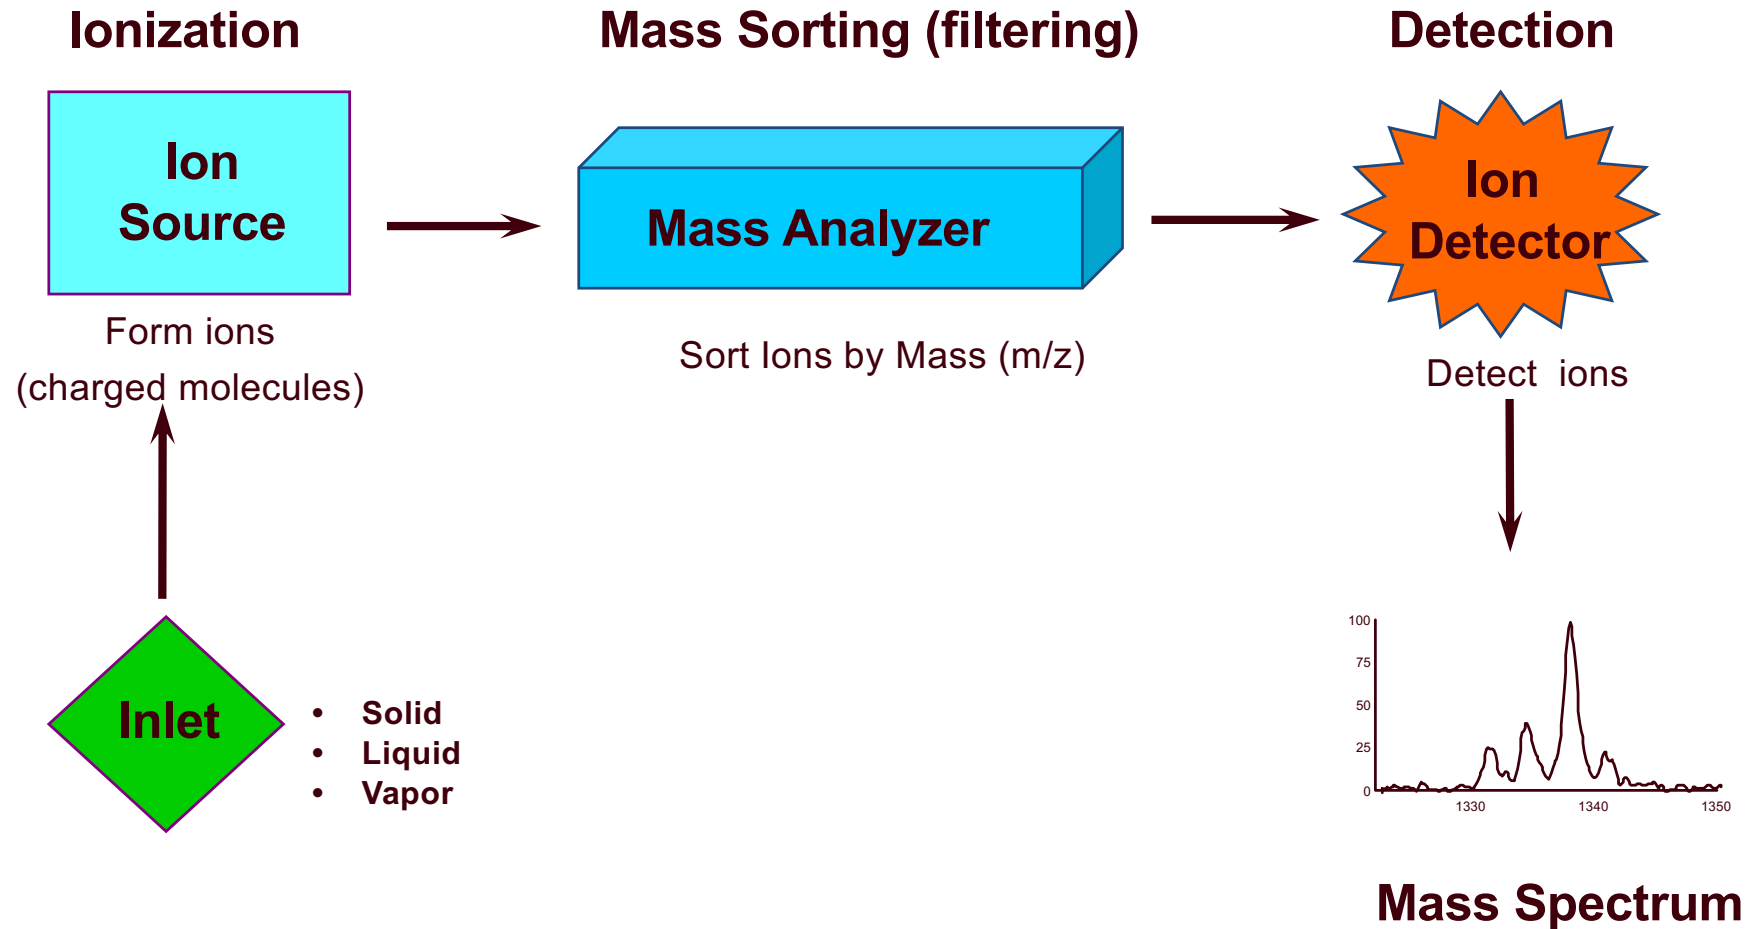 Ionization
Mass Sorting (filtering)
Detection
Ion
Source
Mass Analyzer
Ion
Detector
Form ions
(charged molecules)
Sort Ions by Mass (m/z)
Detect ions
Inlet
• Solid
• Liquid
• Vapor
100
75
50
25
0
1330
1340
1350
Mass Spectrum